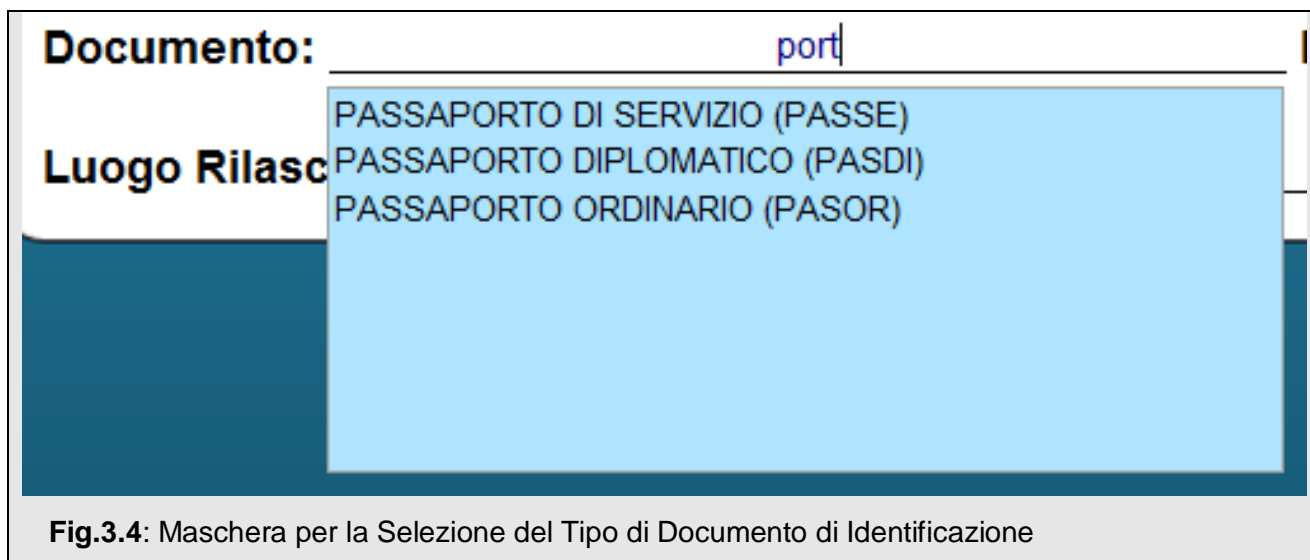 Documento: port
PASSAPORTO DI SERVIZIO (PASSE)
Luogo Rilasc PASSAPORTO DIPLOMATICO (PASDI)
PASSAPORTO ORDINARIO (PASOR)
Fig.3.4: Maschera per la Selezione del Tipo di Documento di Identificazione